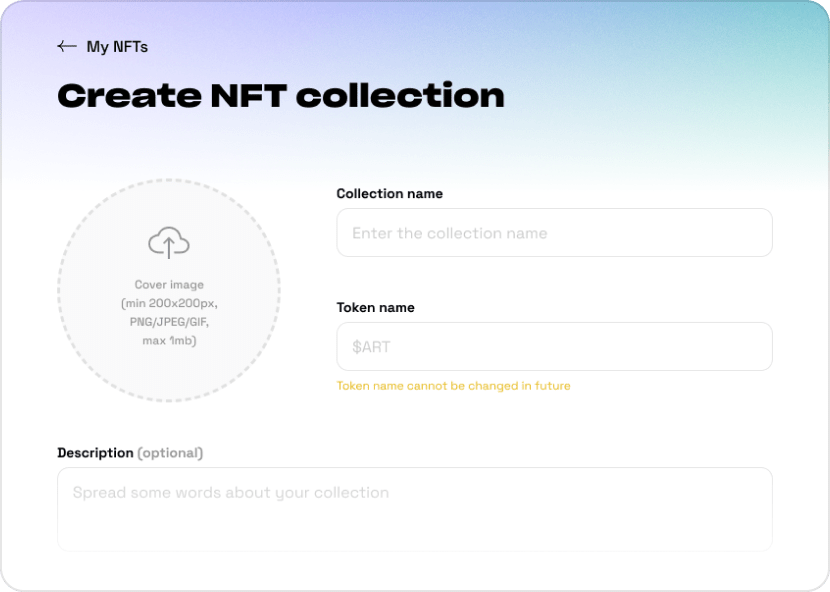 My NFTs
Create NFT collection
Cover image
(min 200x200px,
PNG/JPEG/GIF,
max 1mb)
Collection name
Enter the collection name
Token name
$ART
Token name cannot be changed in future
Description (optional)
Spread some words about your collection